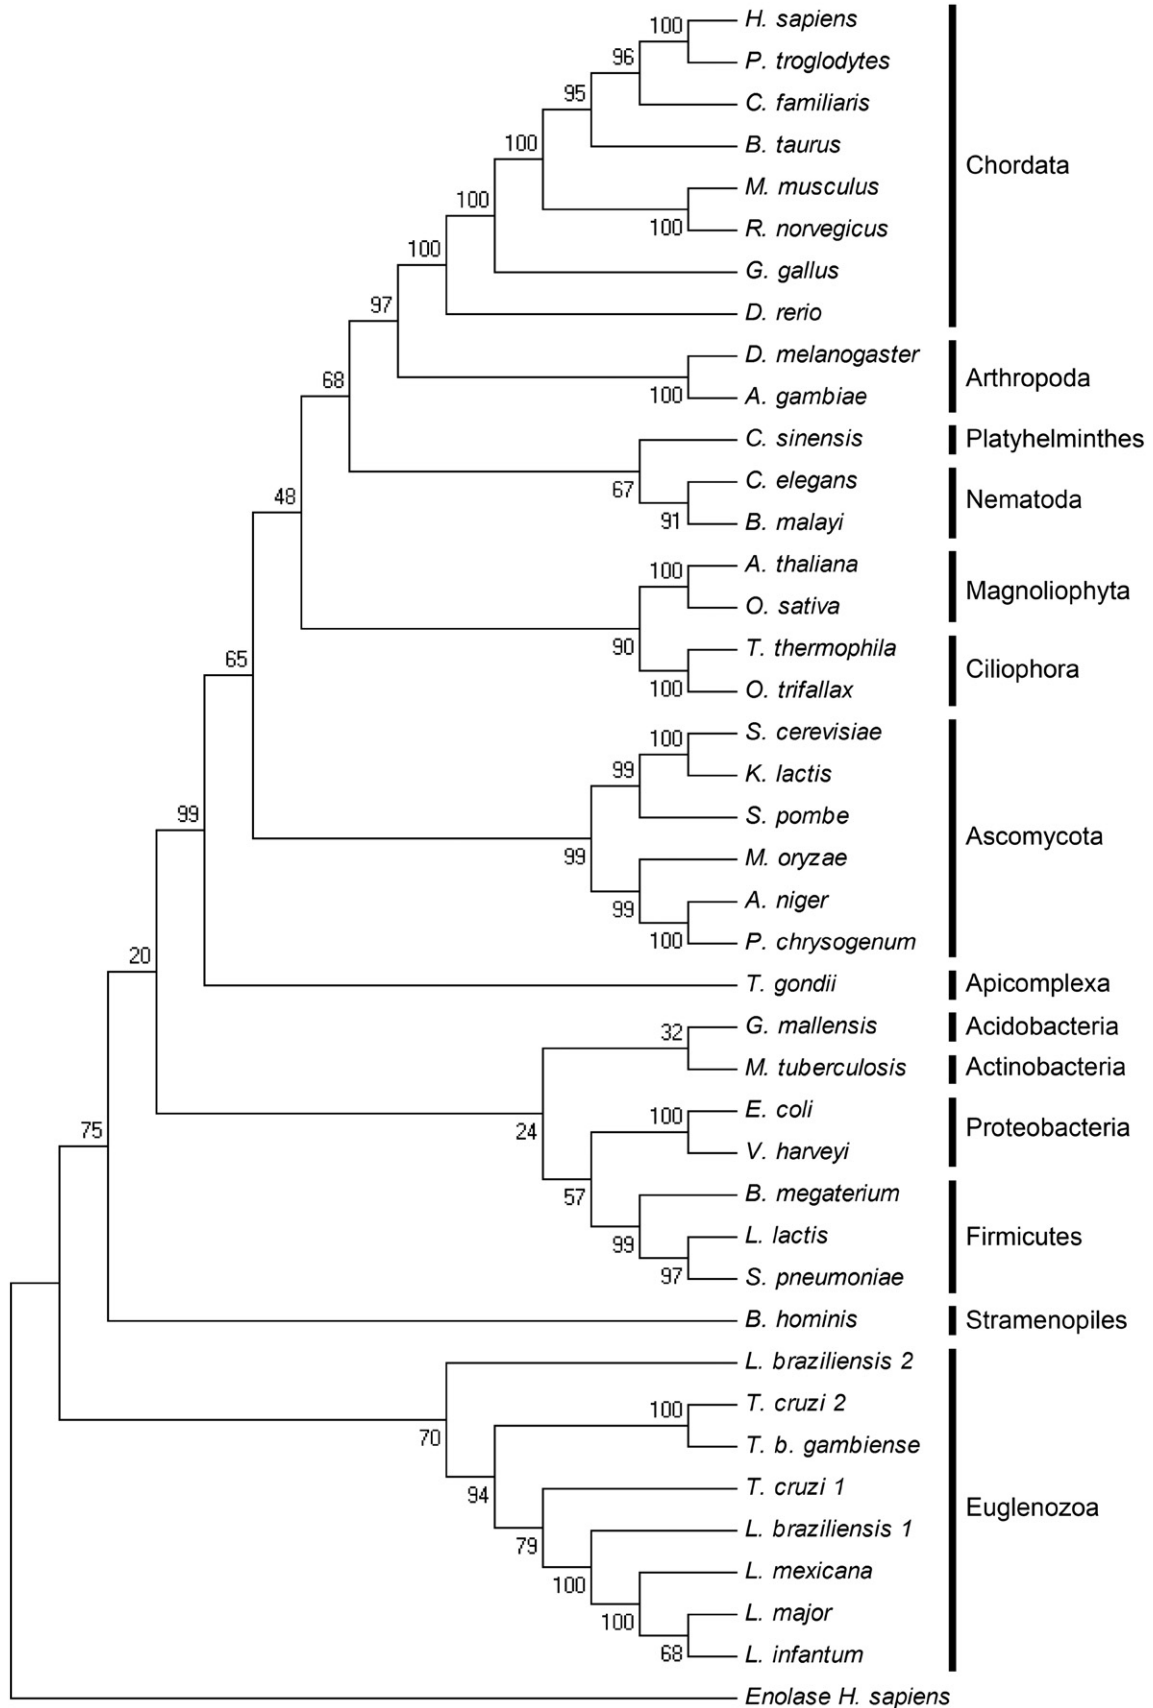 100
H. sapiens
96
P. troglodytes
95
C. familiaris
100
B. taurus
Chordata
100
M. musculus
100
R. norvegicus
100
G. gallus
97
D. rerio
68
D. melanogaster
Arthropoda
100
A. gambiae
C. sinensis
Platyhelminthes
48
67
C. elegans
Nematoda
91
B. malayi
100
A. thaliana
Magnoliophyta
O. sativa
65
90
T. thermophila
Ciliophora
100
O. trifallax
100
S. cerevisiae
99
K. lactis
99
S. pombe
Ascomycota
99
M. oryzae
99
A. niger
100
P. chrysogenum
20
T. gondii
Apicomplexa
32
G. mallensis
Acidobacteria
M. tuberculosis
Actinobacteria
75
24
100
E. coli
Proteobacteria
V. harveyi
57
B. megaterium
99
L. lactis
Firmicutes
97
S. pneumoniae
B. hominis
Stramenopiles
L. braziliensis 2
70
100
T. cruzi 2
T. b. gambiense
94
T. cruzi 1
Euglenozoa
79
L. braziliensis 1
100
L. mexicana
100
L. major
68
L. infantum
Enolase H. sapiens